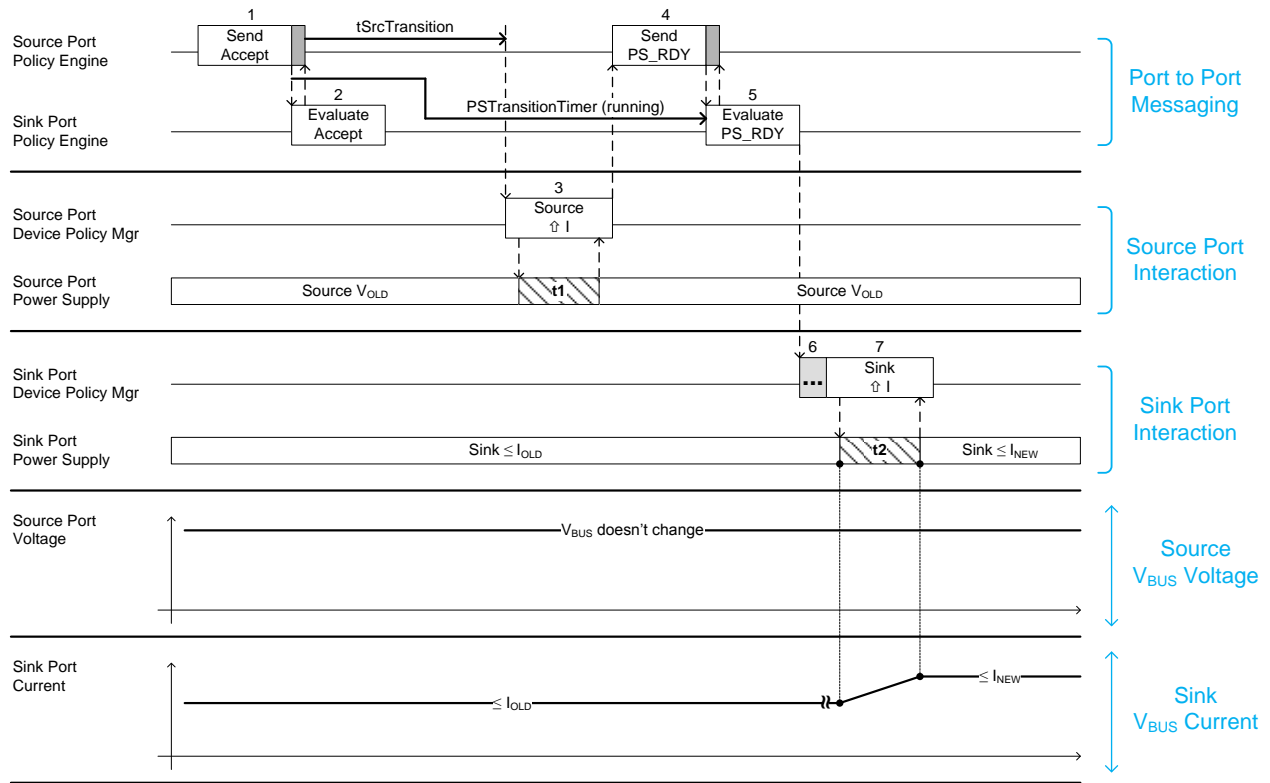 1
Send
Accept
tSrcTransition
4
Send
PS_RDY
Source Port
Policy Engine
2
Evaluate
Accept
PSTransitionTimer (running)
5
Evaluate
PS_RDY
Sink Port
Policy Engine
Port to Port
Messaging
Source Port
Device Policy Mgr
3
Source
⇧ I
Source Port
Power Supply
Source VOLD
t1
Source VOLD
Source Port
Interaction
Sink Port
Device Policy Mgr
6
...
7
Sink
⇧ I
Sink Port
Power Supply
Sink ≤ IOLD
t2
Sink ≤ INEW
Sink Port
Interaction
Source Port
Voltage
VBUS doesn't change
Source
VBUS Voltage
Sink Port
Current
≤ IOLD
≤ INEW
Sink
VBUS Current